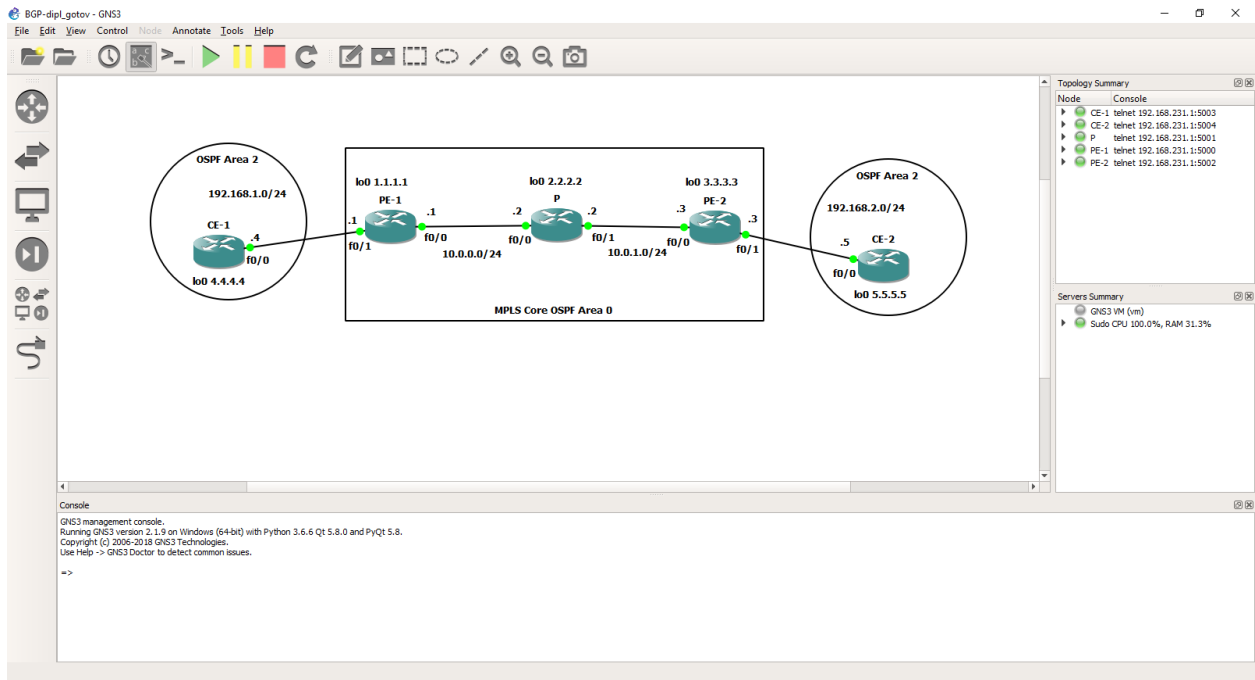 BGP-dipl_gotov - GNS3
File Edit View Control Node Annotate Tools Help
Topology Summary
Node Console
CE-1 telnet 192.168.231.1:5003
CE-2 telnet 192.168.231.1:5004
P telnet 192.168.231.1:5001
PE-1 telnet 192.168.231.1:5000
PE-2 telnet 192.168.231.1:5002
OSPF Area 2
192.168.1.0/24
CE-1
.4
f0/0
lo0 4.4.4.4
lo0 1.1.1.1
PE-1
.1
.1
f0/1
f0/0
10.0.0.0/24
lo0 2.2.2.2
P
.2
.2
f0/0
f0/1
10.0.1.0/24
lo0 3.3.3.3
PE-2
.3
.3
f0/0
f0/1
MPLS Core OSPF Area 0
OSPF Area 2
192.168.2.0/24
CE-2
.5
f0/0
lo0 5.5.5.5
Servers Summary
GNS3 VM (vm)
Sudo CPU 100.0%, RAM 31.3%
Console
GNS3 management console.
Running GNS3 version 2.1.9 on Windows (64-bit) with Python 3.6.6 Qt 5.8.0 and PyQt 5.8.
Copyright (c) 2006-2018 GNS3 Technologies.
Use Help -> GNS3 Doctor to detect common issues.
=>